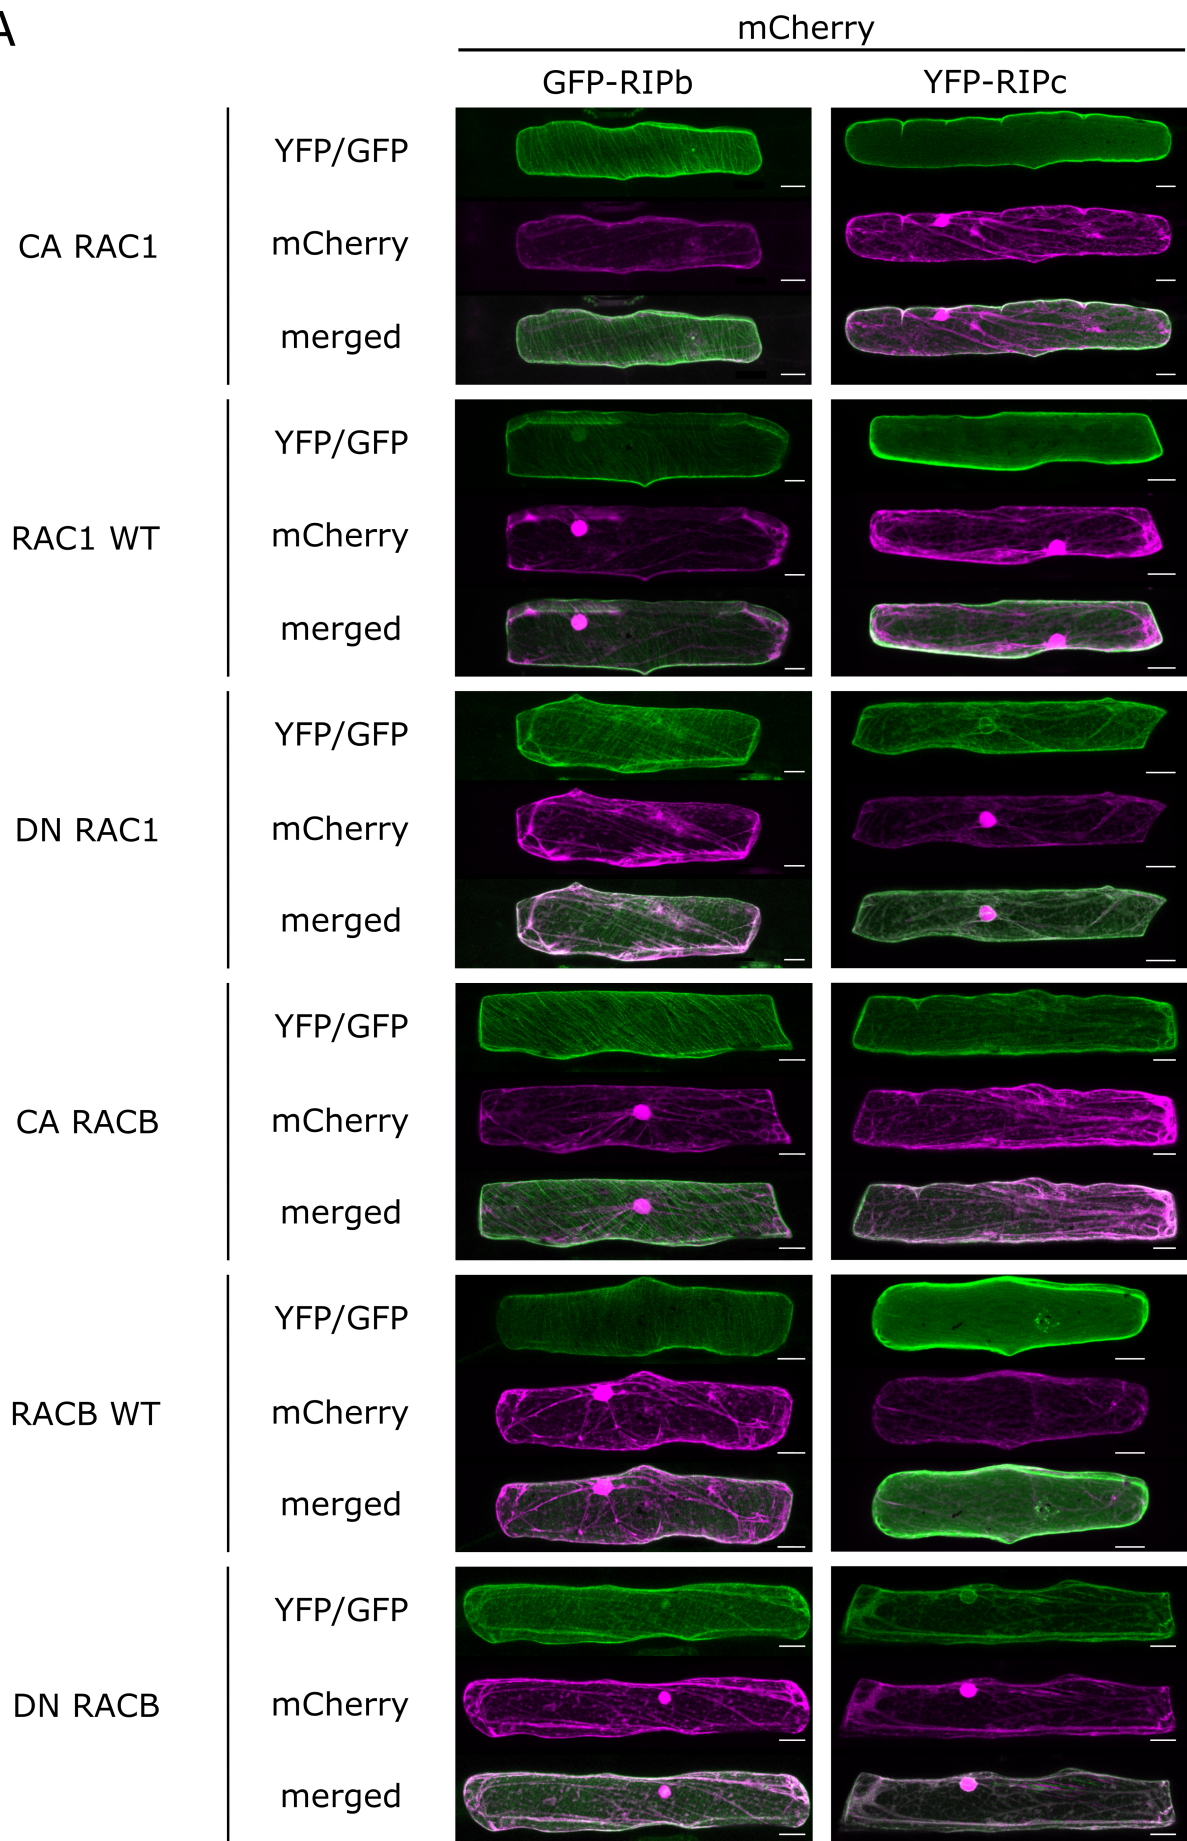 A
mCherry
GFP-RIPb YFP-RIPc
YFP/GFP
CA RAC1 mCherry
merged
YFP/GFP
RAC1 WT mCherry
merged
YFP/GFP
DN RAC1 mCherry
merged
YFP/GFP
CA RACB mCherry
merged
YFP/GFP
RACB WT mCherry
merged
YFP/GFP
DN RACB mCherry
merged